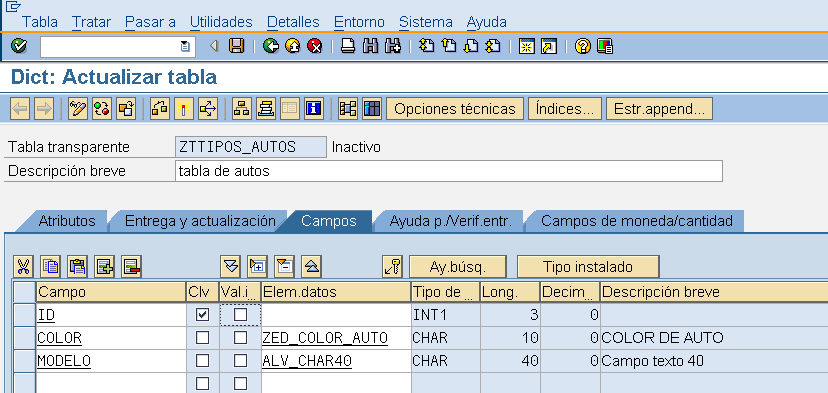 Tabla Tratar Pasar a Utilidades Detalles Entorno Sistema Ayuda
Dict: Actualizar tabla
Opciones técnicas Índices... Estr.append...
Tabla transparente ZTTIPOS_AUTOS Inactivo
Descripción breve tabla de autos
Atributos Entrega y actualización Campos Ayuda p./Verif.entr. Campos de moneda/cantidad
Ay.búsq. Tipo instalado
Campo Clv Val.i... Elem.datos Tipo de ... Long. Decim... Descripción breve
ID INT1 3 0
COLOR ZED_COLOR_AUTO CHAR 10 0 COLOR DE AUTO
MODELO ALV_CHAR40 CHAR 40 0 Campo texto 40